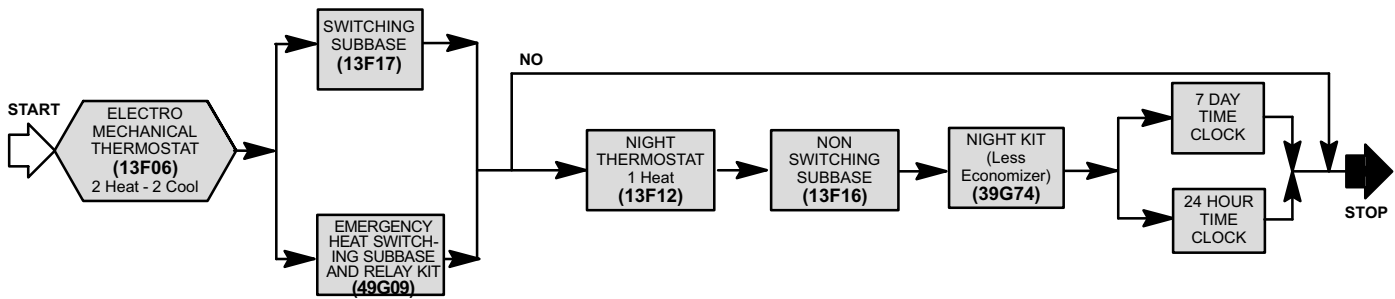 START
ELECTRO
MECHANICAL
THERMOSTAT
(13F06)
2 Heat - 2 Cool
SWITCHING
SUBBASE
(13F17)
EMERGENCY
HEAT SWITCH-
ING SUBBASE
AND RELAY KIT
(49G09)
NO
NIGHT
THERMOSTAT
1 Heat
(13F12)
NON
SWITCHING
SUBBASE
(13F16)
NIGHT KIT
(Less
Economizer)
(39G74)
7 DAY
TIME
CLOCK
24 HOUR
TIME
CLOCK
STOP